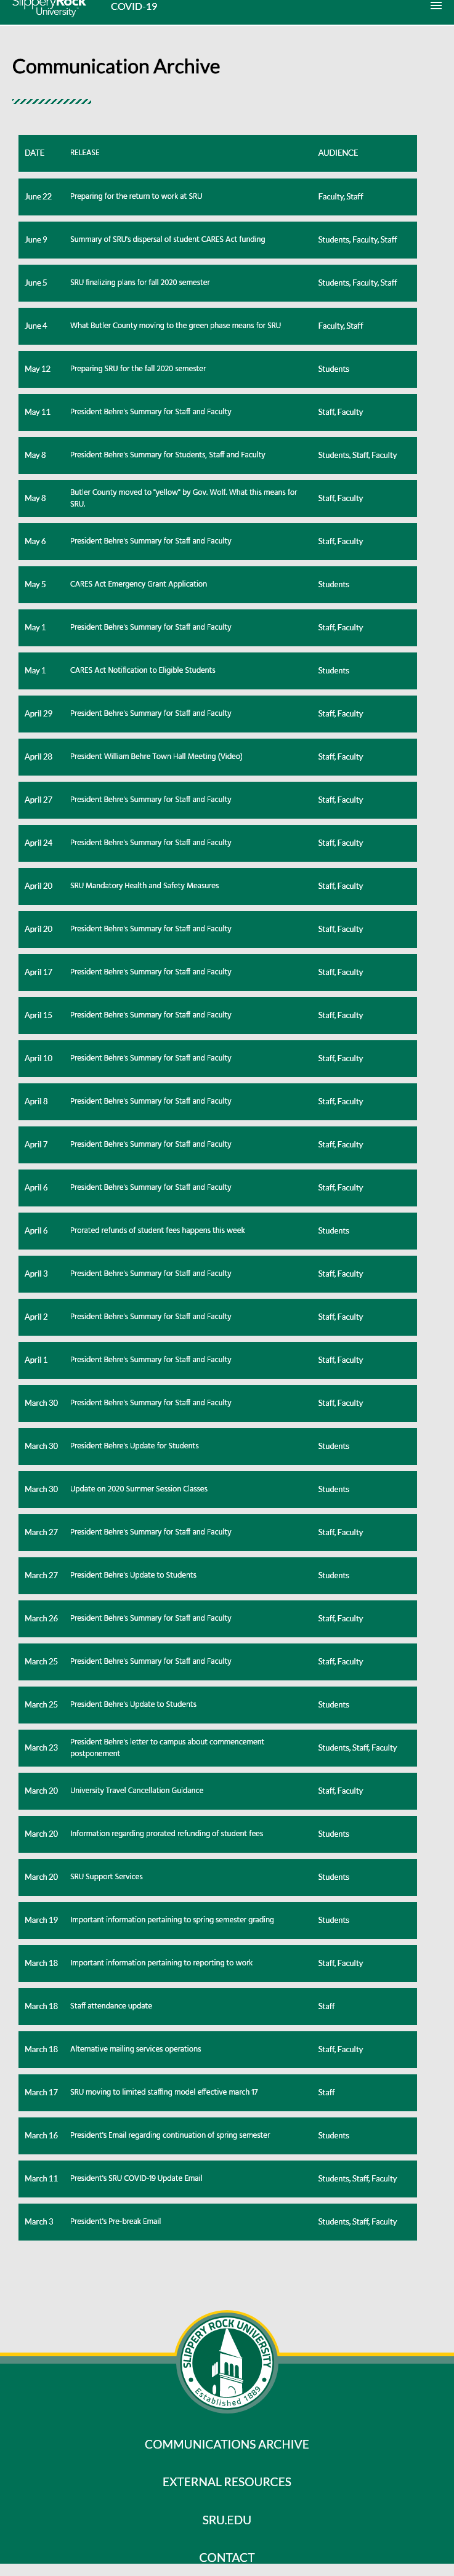 SlipperyRock
University
COVID-19
Communication Archive
DATE RELEASE AUDIENCE
June 22 Preparing for the return to work at SRU Faculty, Staff
June 9 Summary of SRU's dispersal of student CARES Act funding Students, Faculty, Staff
June 5 SRU finalizing plans for fall 2020 semester Students, Faculty, Staff
June 4 What Butler County moving to the green phase means for SRU Faculty, Staff
May 12 Preparing SRU for the fall 2020 semester Students
May 11 President Behre's Summary for Staff and Faculty Staff, Faculty
May 8 President Behre's Summary for Students, Staff and Faculty Students, Staff, Faculty
May 8 Butler County moved to "yellow" by Gov. Wolf. What this means for SRU. Staff, Faculty
May 6 President Behre's Summary for Staff and Faculty Staff, Faculty
May 5 CARES Act Emergency Grant Application Students
May 1 President Behre's Summary for Staff and Faculty Staff, Faculty
May 1 CARES Act Notification to Eligible Students Students
April 29 President Behre's Summary for Staff and Faculty Staff, Faculty
April 28 President William Behre Town Hall Meeting (Video) Staff, Faculty
April 27 President Behre's Summary for Staff and Faculty Staff, Faculty
April 24 President Behre's Summary for Staff and Faculty Staff, Faculty
April 20 SRU Mandatory Health and Safety Measures Staff, Faculty
April 20 President Behre's Summary for Staff and Faculty Staff, Faculty
April 17 President Behre's Summary for Staff and Faculty Staff, Faculty
April 15 President Behre's Summary for Staff and Faculty Staff, Faculty
April 10 President Behre's Summary for Staff and Faculty Staff, Faculty
April 8 President Behre's Summary for Staff and Faculty Staff, Faculty
April 7 President Behre's Summary for Staff and Faculty Staff, Faculty
April 6 President Behre's Summary for Staff and Faculty Staff, Faculty
April 6 Prorated refunds of student fees happens this week Students
April 3 President Behre's Summary for Staff and Faculty Staff, Faculty
April 2 President Behre's Summary for Staff and Faculty Staff, Faculty
April 1 President Behre's Summary for Staff and Faculty Staff, Faculty
March 30 President Behre's Summary for Staff and Faculty Staff, Faculty
March 30 President Behre's Update for Students Students
March 30 Update on 2020 Summer Session Classes Students
March 27 President Behre's Summary for Staff and Faculty Staff, Faculty
March 27 President Behre's Update to Students Students
March 26 President Behre's Summary for Staff and Faculty Staff, Faculty
March 25 President Behre's Summary for Staff and Faculty Staff, Faculty
March 25 President Behre's Update to Students Students
March 23 President Behre's letter to campus about commencement postponement Students, Staff, Faculty
March 20 University Travel Cancellation Guidance Staff, Faculty
March 20 Information regarding prorated refunding of student fees Students
March 20 SRU Support Services Students
March 19 Important information pertaining to spring semester grading Students
March 18 Important information pertaining to reporting to work Staff, Faculty
March 18 Staff attendance update Staff
March 18 Alternative mailing services operations Staff, Faculty
March 17 SRU moving to limited staffing model effective march 17 Staff
March 16 President's Email regarding continuation of spring semester Students
March 11 President's SRU COVID-19 Update Email Students, Staff, Faculty
March 3 President's Pre-break Email Students, Staff, Faculty
SLIPPERY ROCK UNIVERSITY
Established 1889
COMMUNICATIONS ARCHIVE
EXTERNAL RESOURCES
SRU.EDU
CONTACT